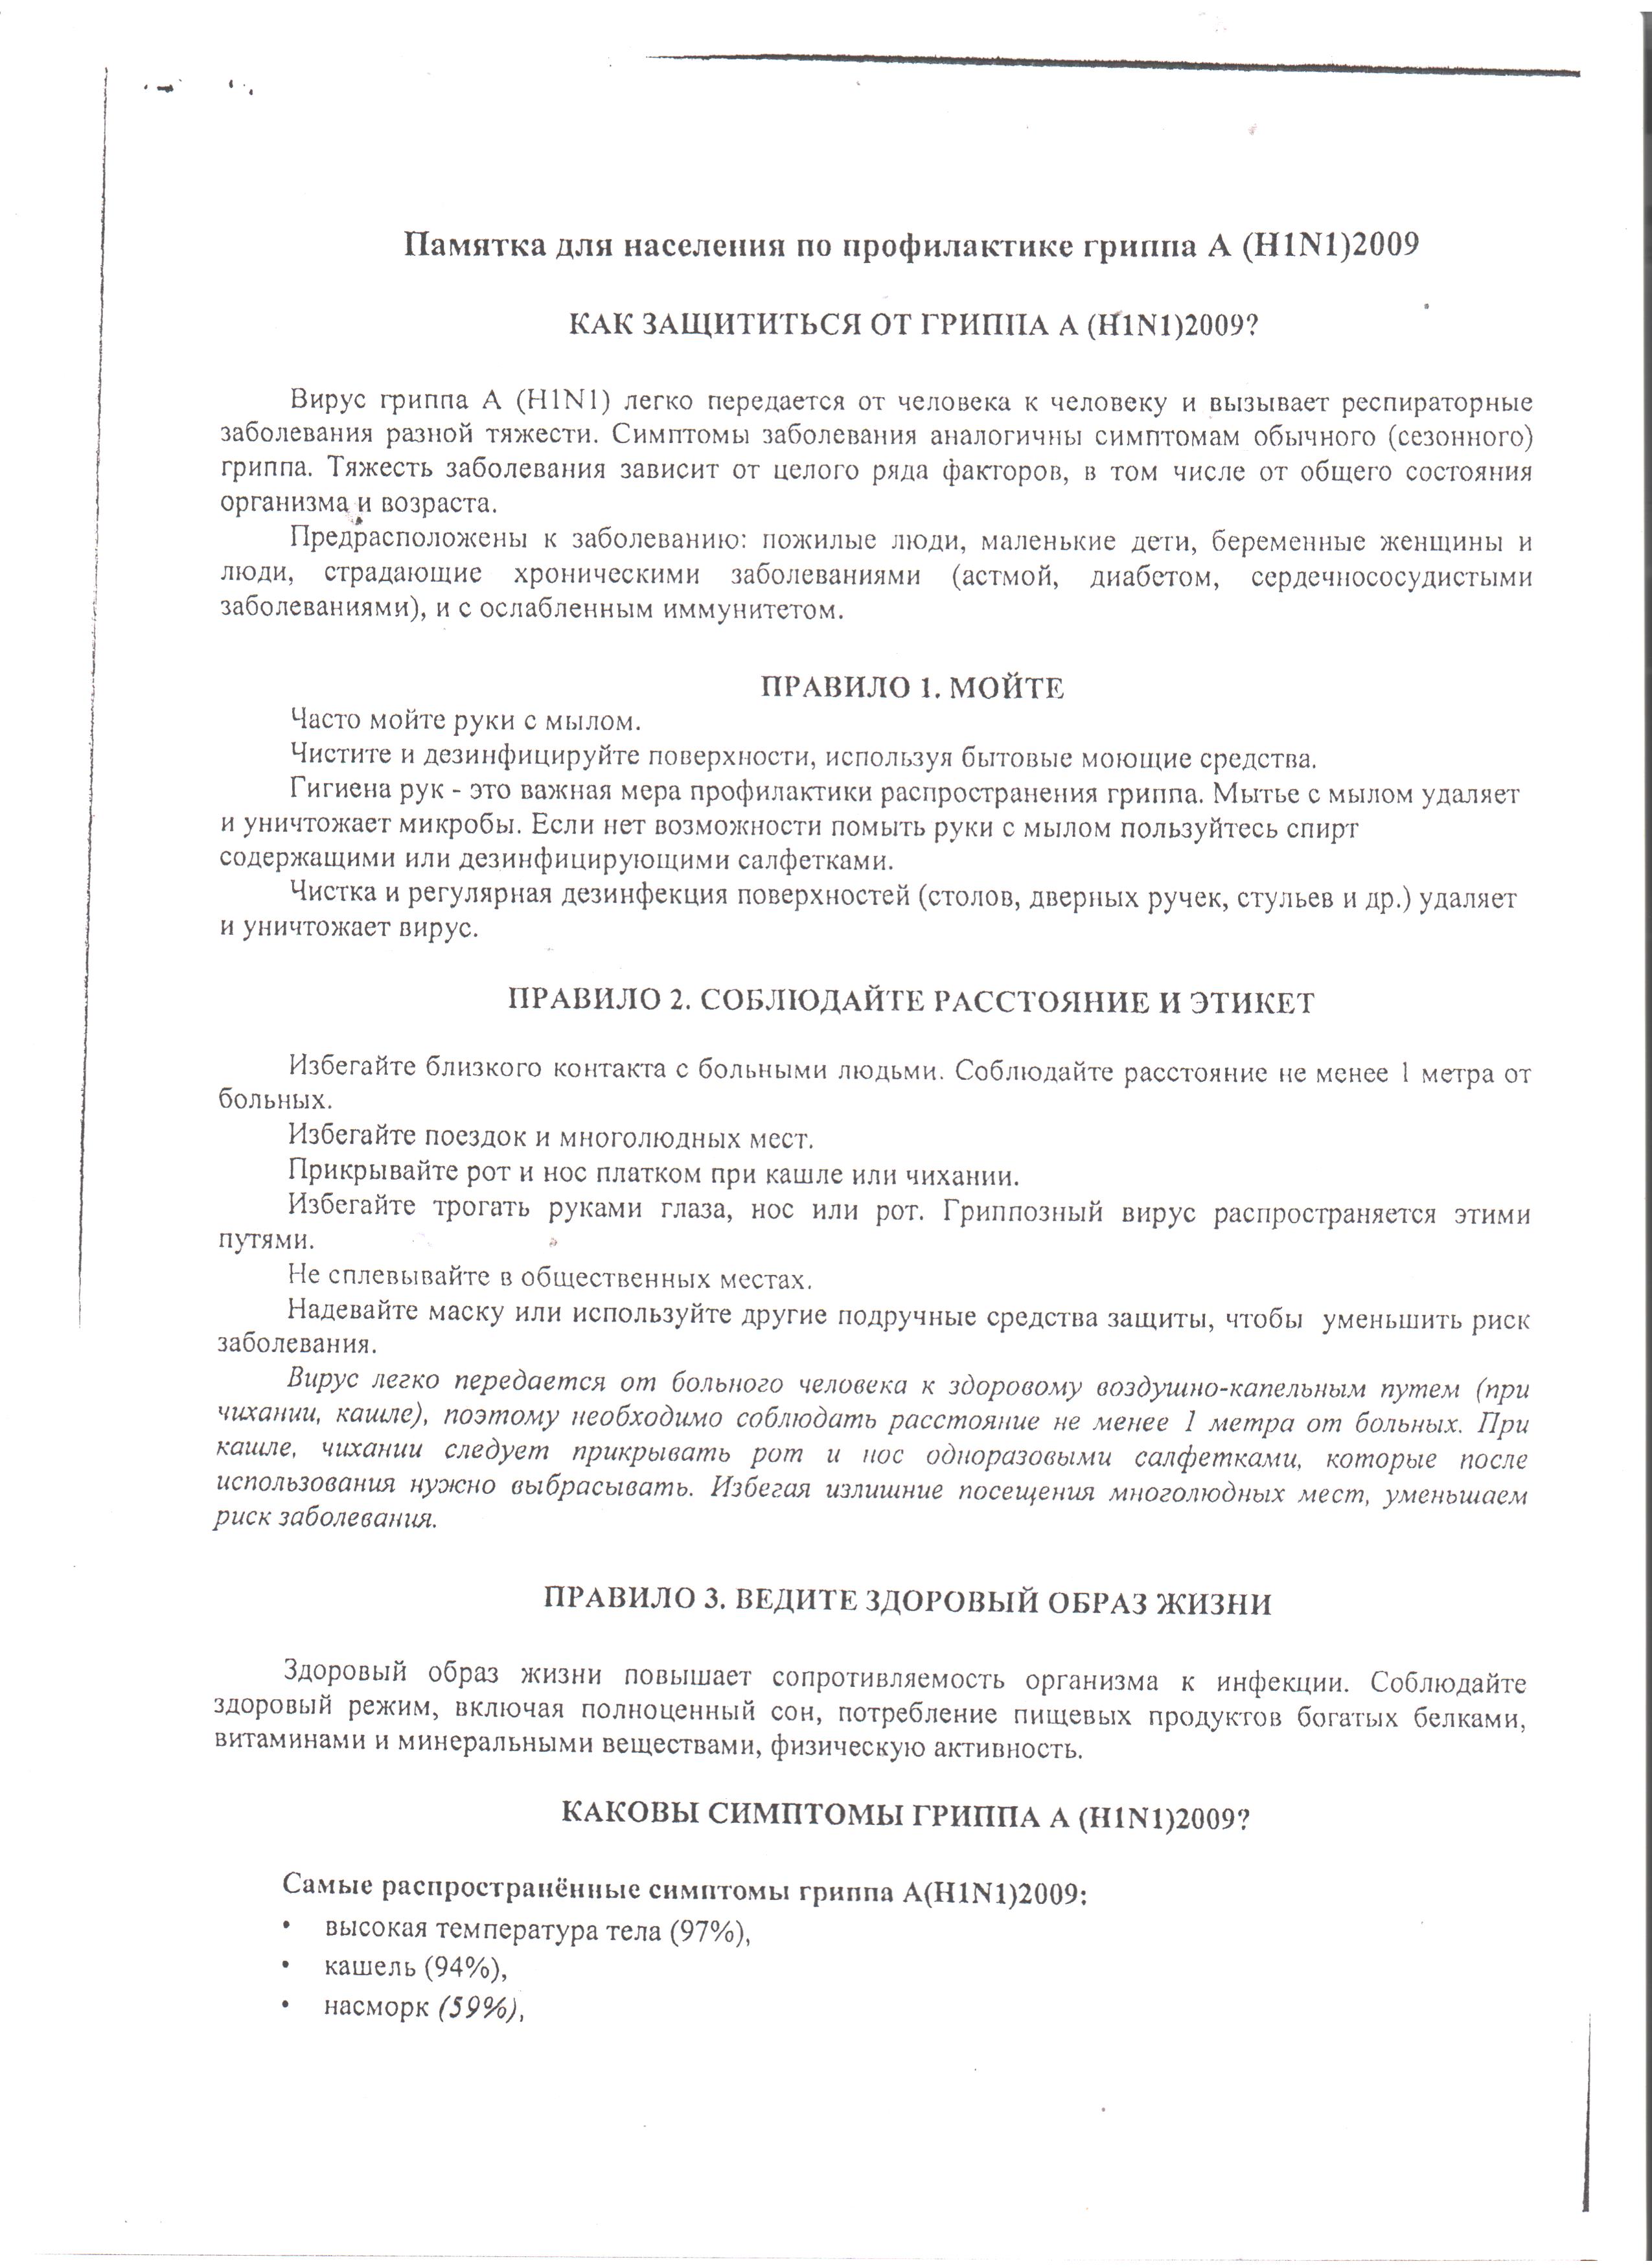 Памятка для населения по профилактике гриппа А (H1N1)2009
КАК ЗАЩИТИТЬСЯ ОТ ГРИППА А (H1N1)2009?
Вирус гриппа А (H1N1) легко передается от человека к человеку и вызывает респираторные
заболевания разной тяжести. Симптомы заболевания аналогичны симптомам обычного (сезонного)
гриппа. Тяжесть заболевания зависит от целого ряда факторов, в том числе от общего состояния
организма и возраста.
Предрасположены к заболеванию: пожилые люди, маленькие дети, беременные женщины и
люди, страдающие хроническими заболеваниями (астмой, диабетом, сердечнососудистыми
заболеваниями), и с ослабленным иммунитетом.
ПРАВИЛО 1. МОЙТЕ
Часто мойте руки с мылом.
Чистите и дезинфицируйте поверхности, используя бытовые моющие средства.
Гигиена рук - это важная мера профилактики распространения гриппа. Мытье с мылом удаляет
и уничтожает микробы. Если нет возможности помыть руки с мылом пользуйтесь спирт
содержащими или дезинфицирующими салфетками.
Чистка и регулярная дезинфекция поверхностей (столов, дверных ручек, стульев и др.) удаляет
и уничтожает вирус.
ПРАВИЛО 2. СОБЛЮДАЙТЕ РАССТОЯНИЕ И ЭТИКЕТ
Избегайте близкого контакта с больными людьми. Соблюдайте расстояние не менее 1 метра от
больных.
Избегайте поездок и многолюдных мест.
Прикрывайте рот и нос платком при кашле или чихании.
Избегайте трогать руками глаза, нос или рот. Гриппозный вирус распространяется этими
путями.
Не сплевывайте в общественных местах.
Надевайте маску или используйте другие подручные средства защиты, чтобы уменьшить риск
заболевания.
Вирус легко передается от больного человека к здоровому воздушно-капельным путем (при
чихании, кашле), поэтому необходимо соблюдать расстояние не менее 1 метра от больных. При
кашле, чихании следует прикрывать рот и нос одноразовыми салфетками, которые после
использования нужно выбрасывать. Избегая излишние посещения многолюдных мест, уменьшаем
риск заболевания.
ПРАВИЛО 3. ВЕДИТЕ ЗДОРОВЫЙ ОБРАЗ ЖИЗНИ
Здоровый образ жизни повышает сопротивляемость организма к инфекции. Соблюдайте
здоровый режим, включая полноценный сон, потребление пищевых продуктов богатых белками,
витаминами и минеральными веществами, физическую активность.
КАКОВЫ СИМПТОМЫ ГРИППА А (H1N1)2009?
Самые распространённые симптомы гриппа А(H1N1)2009:
• высокая температура тела (97%),
• кашель (94%),
• насморк (59%),